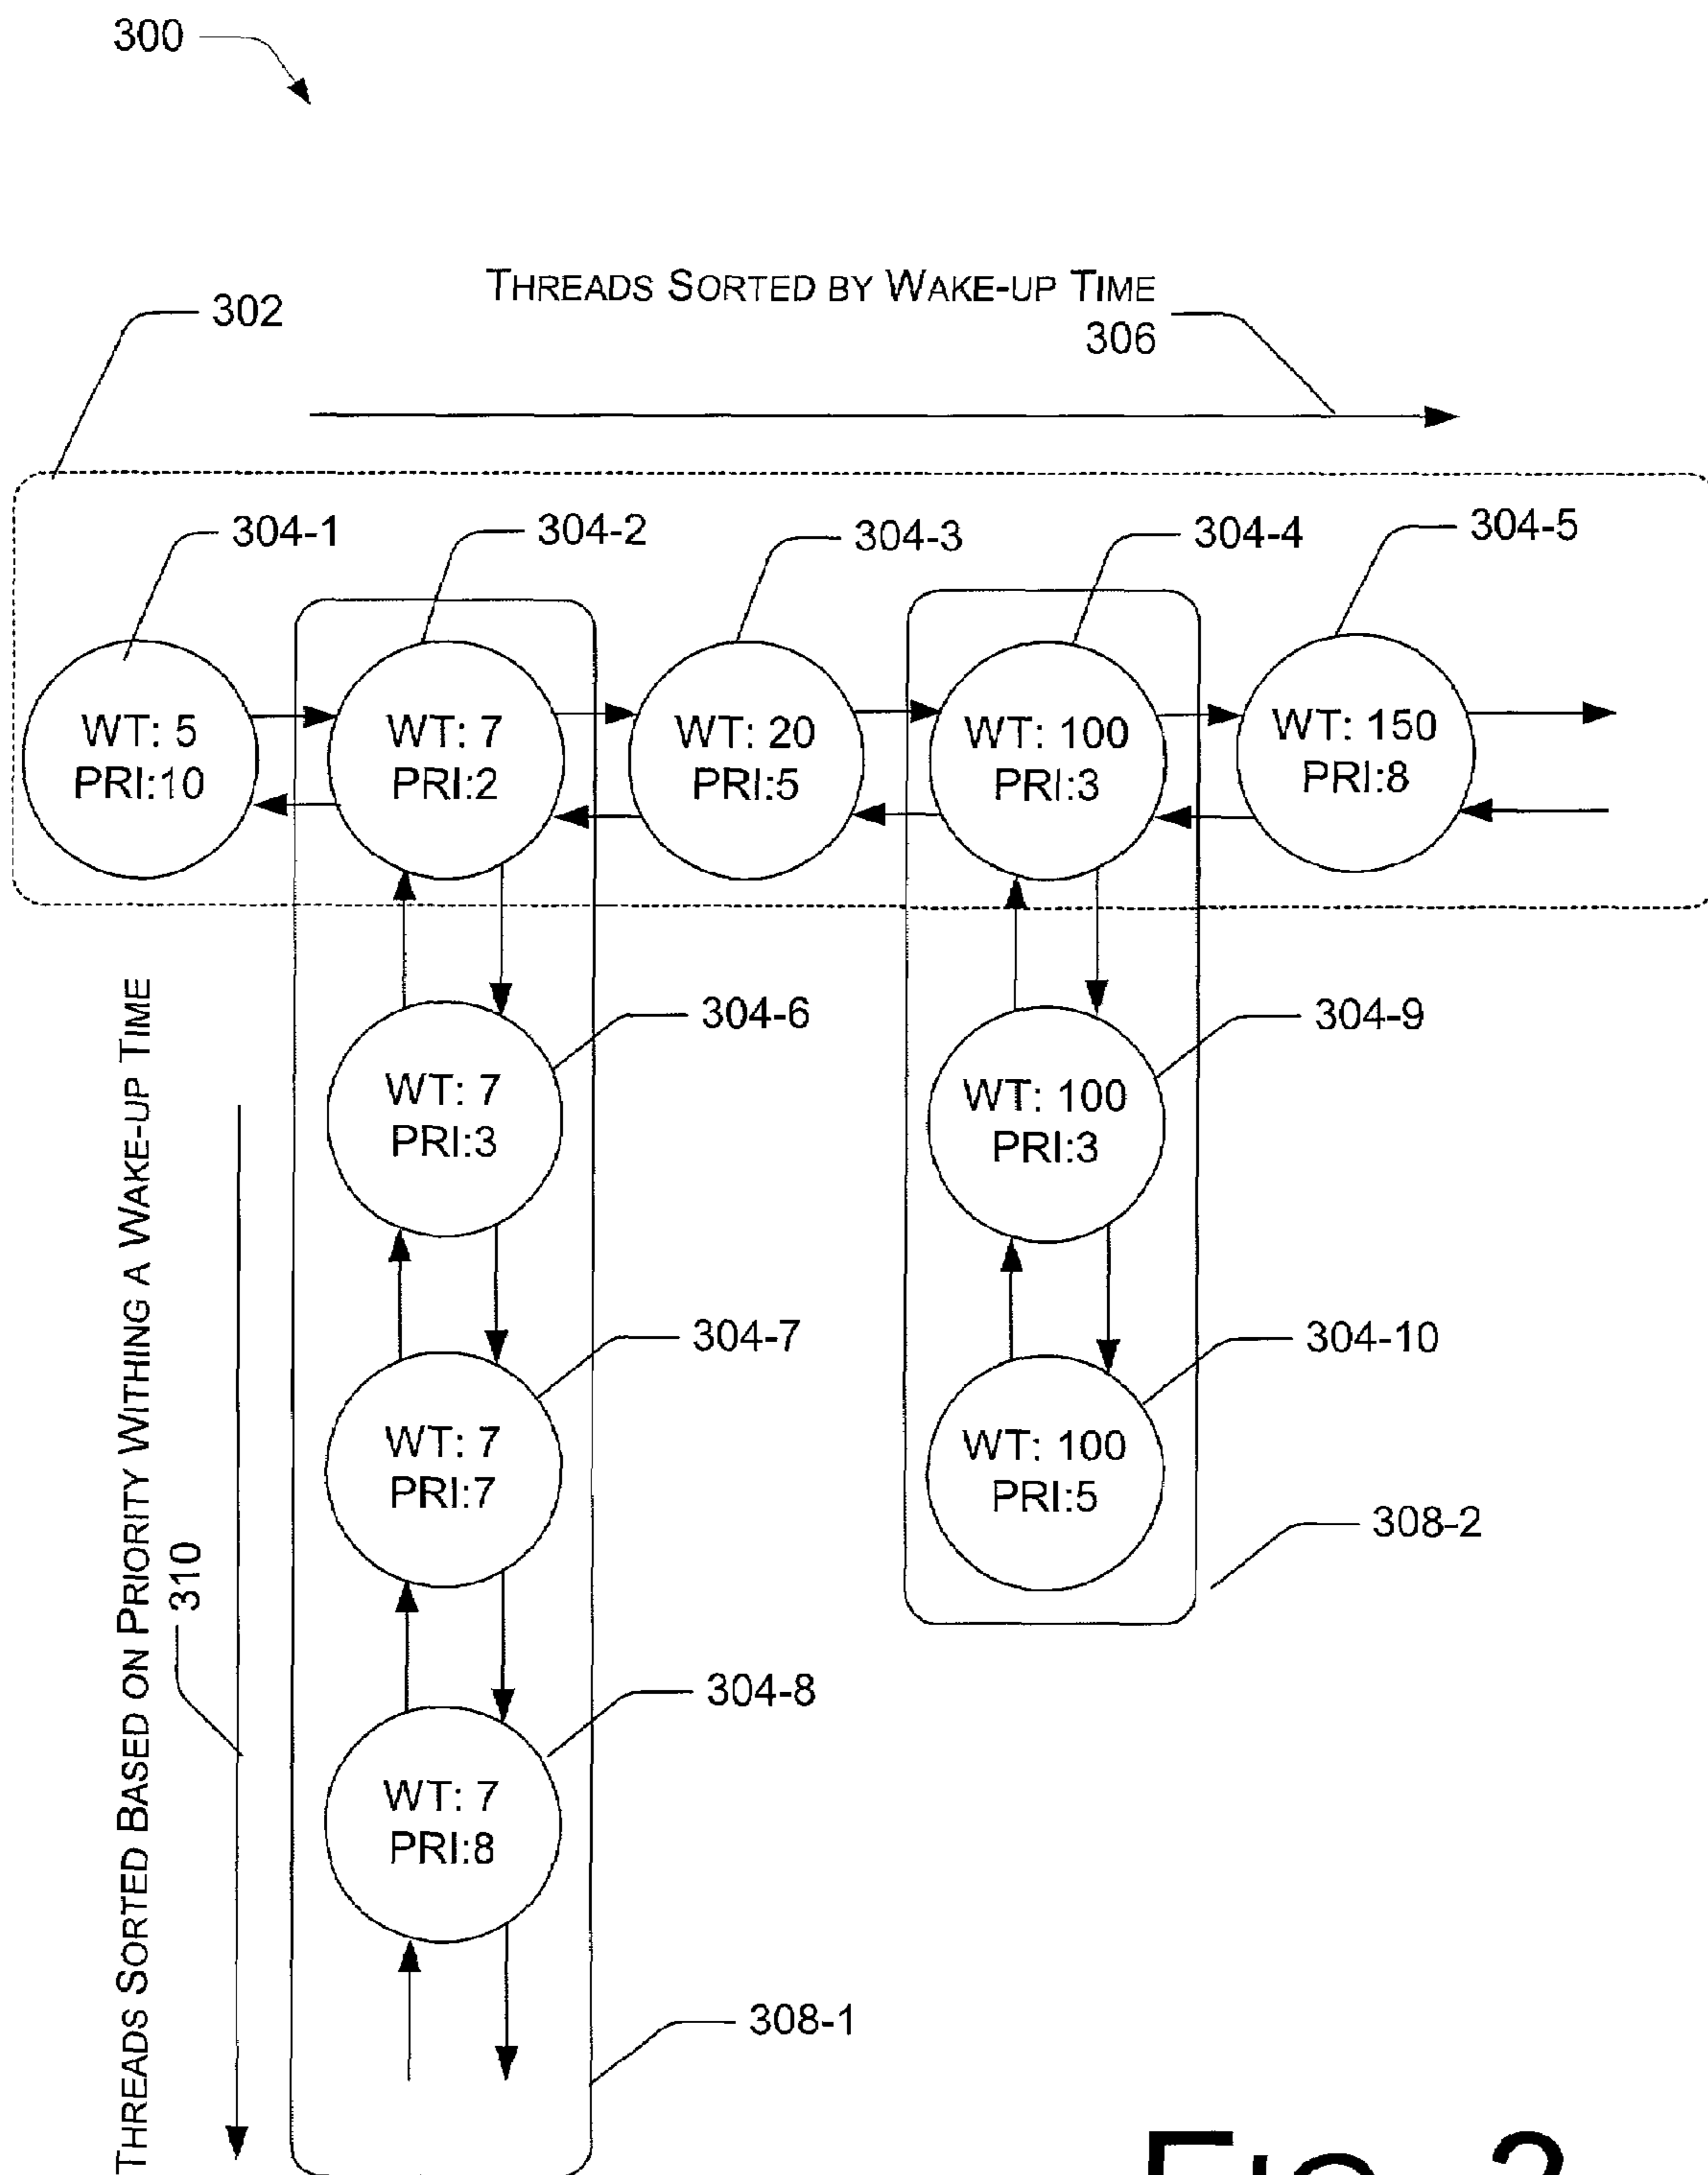 300
THREADS SORTED BY WAKE-UP TIME
302
306
304-1
304-2
304-3
304-4
304-5
WT: 5
PRI:10
WT: 7
PRI:2
WT: 20
PRI:5
WT: 100
PRI:3
WT: 150
PRI:8
THREADS SORTED BASED ON PRIORITY WITHING A WAKE-UP TIME
310
304-6
WT: 7
PRI:3
304-9
WT: 100
PRI:3
304-7
WT: 7
PRI:7
304-10
WT: 100
PRI:5
308-2
304-8
WT: 7
PRI:8
308-1